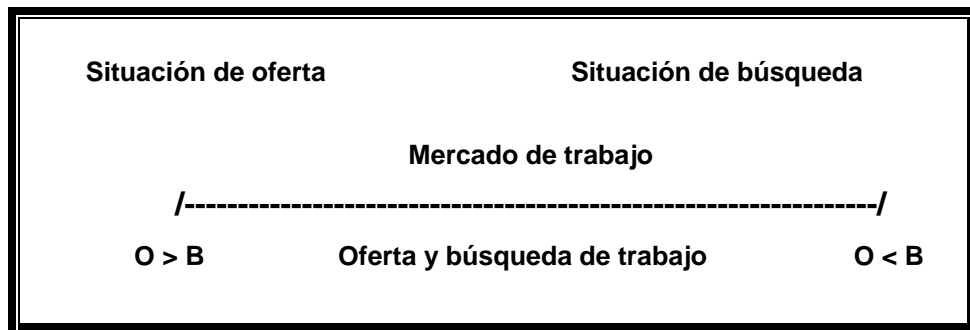 Situación de oferta Situación de búsqueda
Mercado de trabajo
/-----------------------------------------------------------------/
O > B Oferta y búsqueda de trabajo O < B